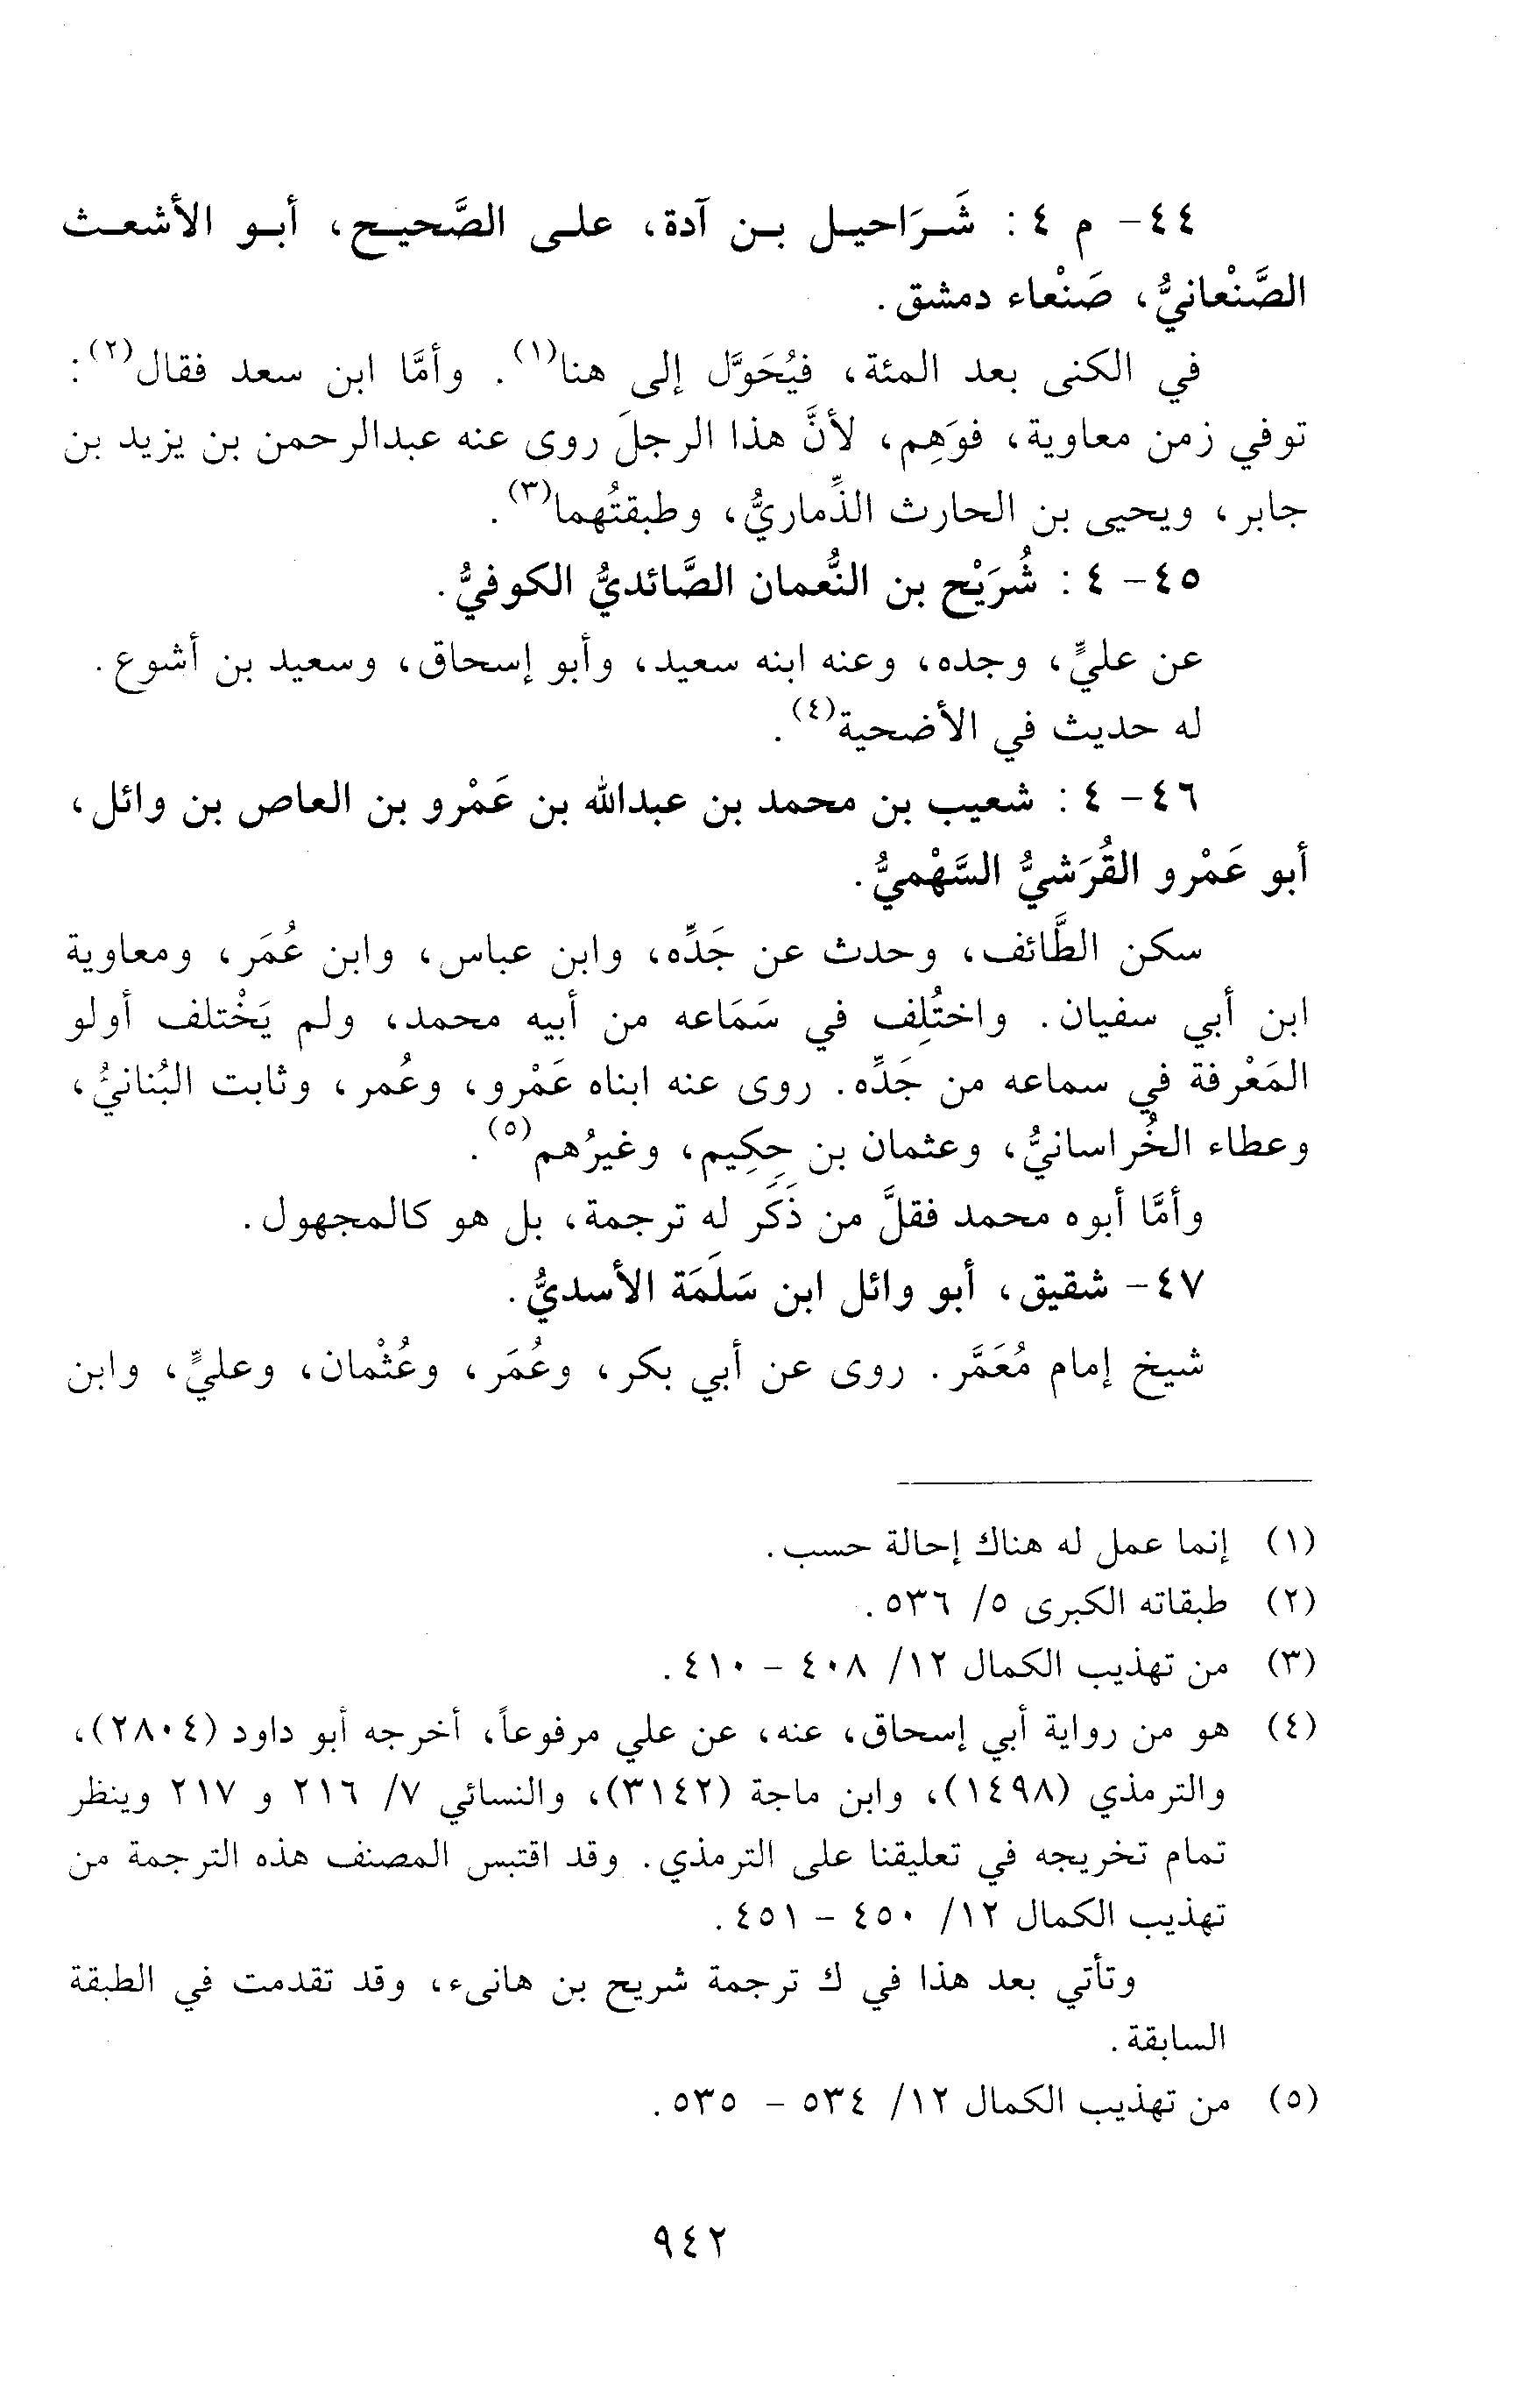 ٤٤- م ٤ : شَرَاحيل بن آدة، على الصَّحيح، أبو الأشعث
الصَّنْعانيُّ، صَنْعاء دمشق.
في الكنى بعد المئة، فيُحَوَّل إلى هنا(١). وأمَّا ابن سعد فقال(٢):
توفي زمن معاوية، فوَهِم، لأنَّ هذا الرجلَ روى عنه عبدالرحمن بن يزيد بن
جابر، ويحيى بن الحارث الذِّماريُّ، وطبقتُهما(٣).
٤٥- ٤ : شُرَيْح بن النُّعمان الصَّائديُّ الكوفيُّ.
عن عليٍّ، وجده، وعنه ابنه سعيد، وأبو إسحاق، وسعيد بن أشوع.
له حديث في الأضحية(٤).
٤٦- ٤ : شعيب بن محمد بن عبدالله بن عَمْرو بن العاص بن وائل،
أبو عَمْرو القُرَشيُّ السَّهْميُّ.
سكن الطَّائف، وحدث عن جَدِّه، وابن عباس، وابن عُمَر، ومعاوية
ابن أبي سفيان. واختُلِف في سَمَاعه من أبيه محمد، ولم يَخْتلف أولو
المَعْرفة في سماعه من جَدِّه. روى عنه ابناه عَمْرو، وعُمر، وثابت البُنانيُّ،
وعطاء الخُراسانيُّ، وعثمان بن حِكِيم، وغيرُهم(٥).
وأمَّا أبوه محمد فقلَّ من ذَكَر له ترجمة، بل هو كالمجهول.
٤٧- شقيق، أبو وائل ابن سَلَمَة الأسديُّ.
شيخ إمام مُعَمَّر. روى عن أبي بكر، وعُمَر، وعُثْمان، وعليٍّ، وابن
(١) إنما عمل له هناك إحالة حسب.
(٢) طبقاته الكبرى ٥/ ٥٣٦.
(٣) من تهذيب الكمال ١٢/ ٤٠٨ - ٤١٠.
(٤) هو من رواية أبي إسحاق، عنه، عن علي مرفوعاً، أخرجه أبو داود (٢٨٠٤)،
والترمذي (١٤٩٨)، وابن ماجة (٣١٤٢)، والنسائي ٧/ ٢١٦ و ٢١٧ وينظر
تمام تخريجه في تعليقنا على الترمذي. وقد اقتبس المصنف هذه الترجمة من
تهذيب الكمال ١٢/ ٤٥٠ - ٤٥١.
وتأتي بعد هذا في ك ترجمة شريح بن هانىء، وقد تقدمت في الطبقة
السابقة.
(٥) من تهذيب الكمال ١٢/ ٥٣٤ - ٥٣٥.
٩٤٢